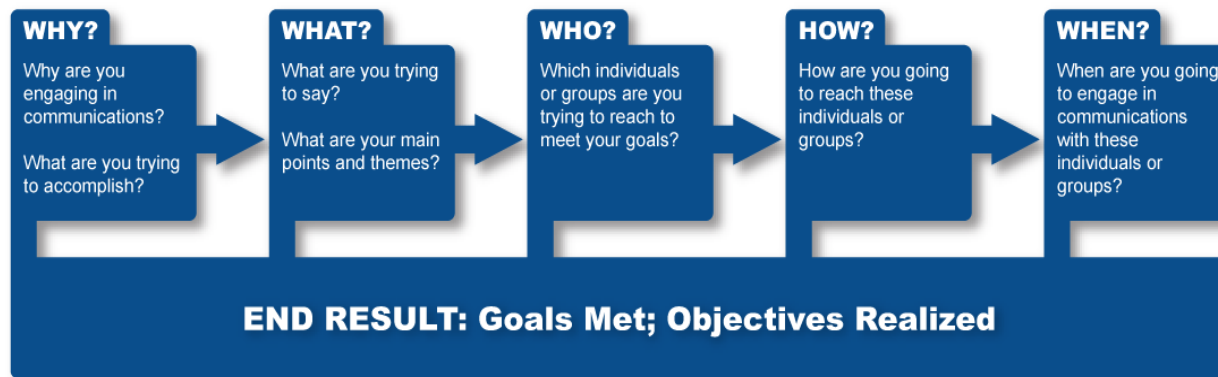 WHY?
Why are you
engaging in
communications?
What are you trying
to accomplish?
WHAT?
What are you trying
to say?
What are your main
points and themes?
WHO?
Which individuals
or groups are you
trying to reach to
meet your goals?
HOW?
How are you going
to reach these
individuals or
groups?
WHEN?
When are you going
to engage in
communications
with these
individuals or
groups?
END RESULT: Goals Met; Objectives Realized